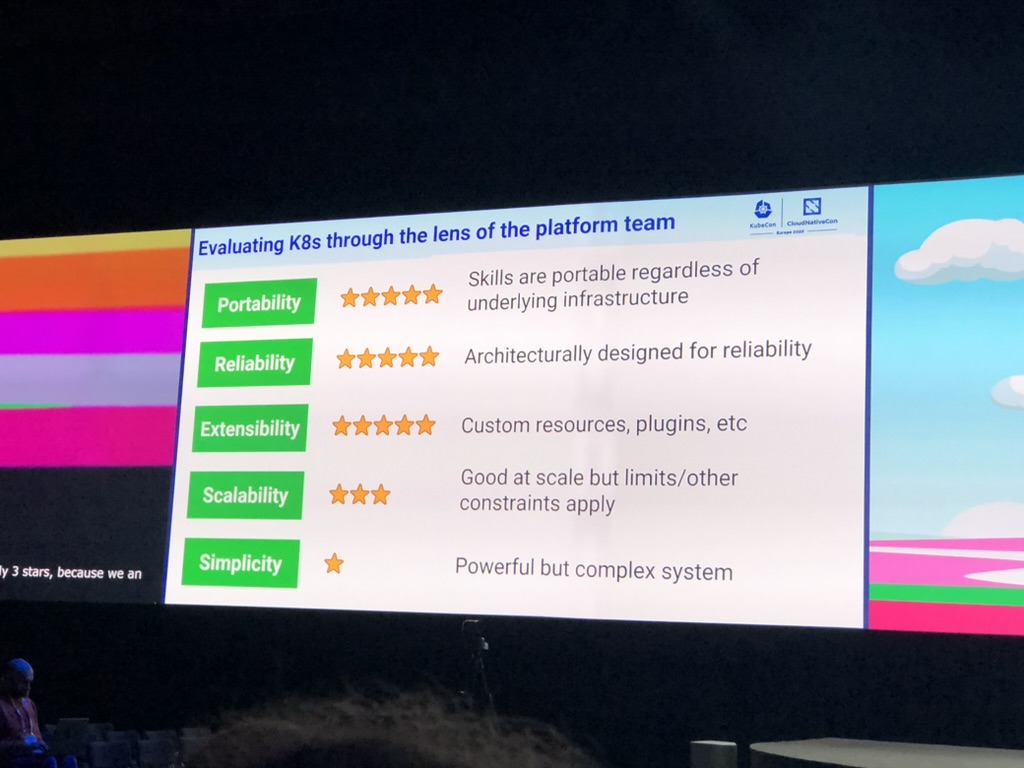 Evaluating K8s through the lens of the platform team
KubeCon
CloudNativeCon
Portability
Skills are portable regardless of
underlying infrastructure
Reliability
Architecturally designed for reliability
Extensibility
Custom resources, plugins, etc
Scalability
Good at scale but limits/other
constraints apply
Simplicity
Powerful but complex system
ly 3 stars, because we an